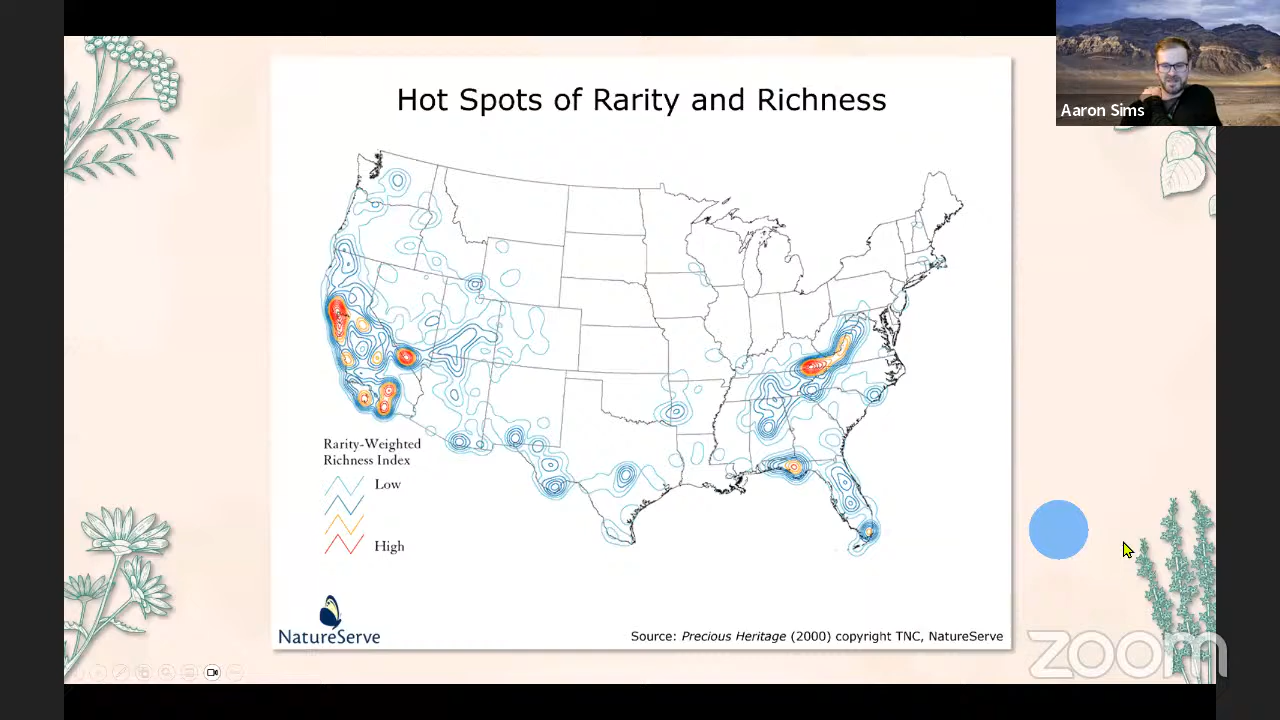 Hot Spots of Rarity and Richness
Aaron Sims
Rarity-Weighted
Richness Index
Low
High
NatureServe
Source: Precious Heritage (2000) copyright TNC, NatureServe
zoom